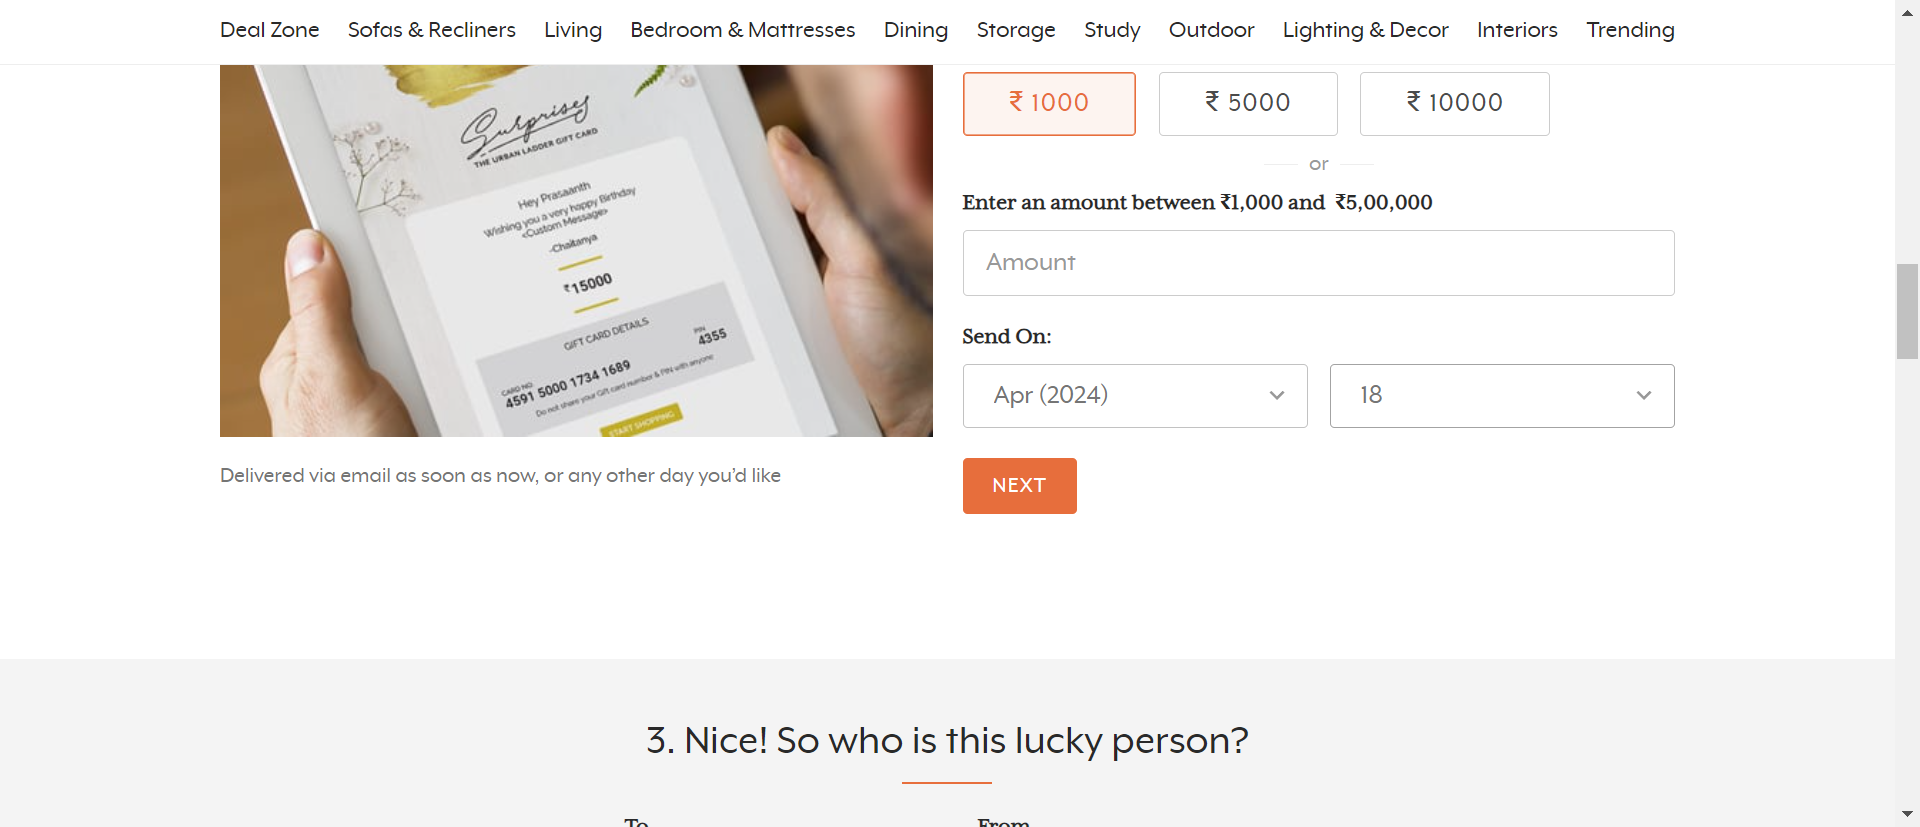 Deal Zone Sofas & Recliners Living Bedroom & Mattresses Dining Storage Study Outdoor Lighting & Decor Interiors Trending
Surprises
THE URBAN LADDER GIFT CARD
Hey Prasaanth
Wishing you a very happy Birthday
<Custom Message>
-Chaitanya
₹15000
GIFT CARD DETAILS
CARD NO.
4591 5000 1734 1689
PIN
4355
Do not share your Gift card number & PIN with anyone
START SHOPPING
Delivered via email as soon as now, or any other day you’d like
₹ 1000 ₹ 5000 ₹ 10000
or
Enter an amount between ₹1,000 and ₹5,00,000
Amount
Send On:
Apr (2024) 18
NEXT
3. Nice! So who is this lucky person?
To From